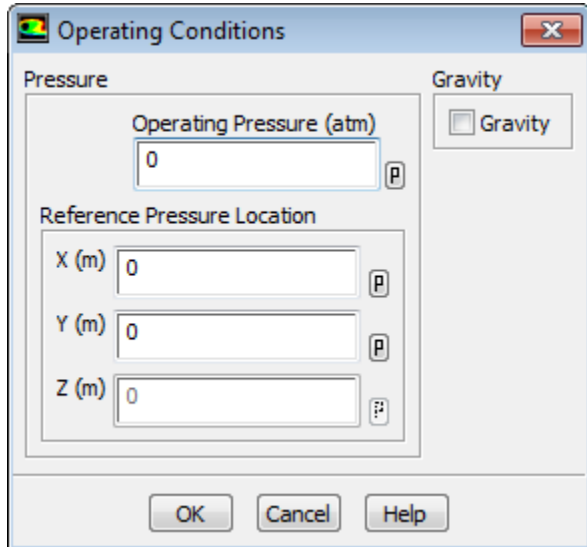 Operating Conditions
Pressure
Gravity
Operating Pressure (atm)
Gravity
0
P
Reference Pressure Location
X (m)
0
P
Y (m)
0
P
Z (m)
0
P
OK
Cancel
Help